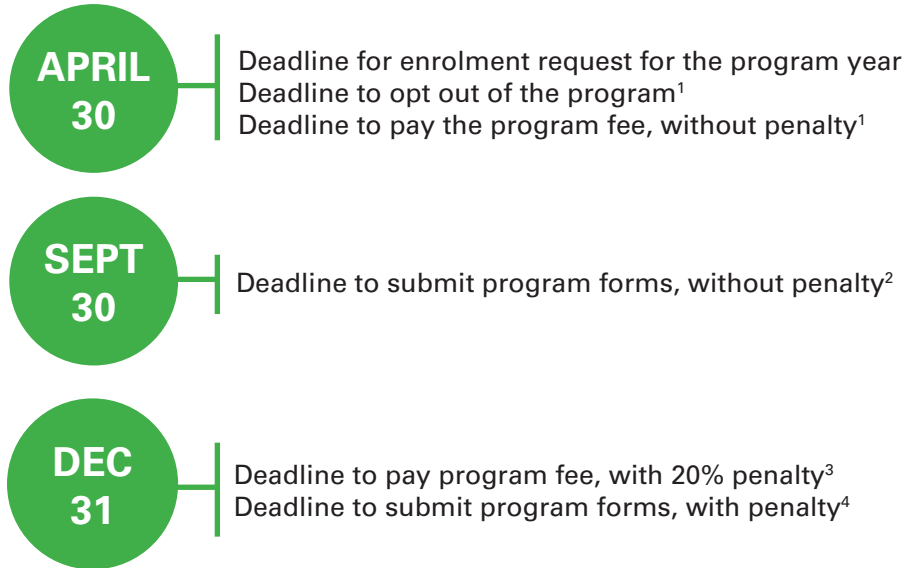 APRIL
30
Deadline for enrolment request for the program year
Deadline to opt out of the program¹
Deadline to pay the program fee, without penalty¹
SEPT
30
Deadline to submit program forms, without penalty²
DEC
31
Deadline to pay program fee, with 20% penalty³
Deadline to submit program forms, with penalty⁴